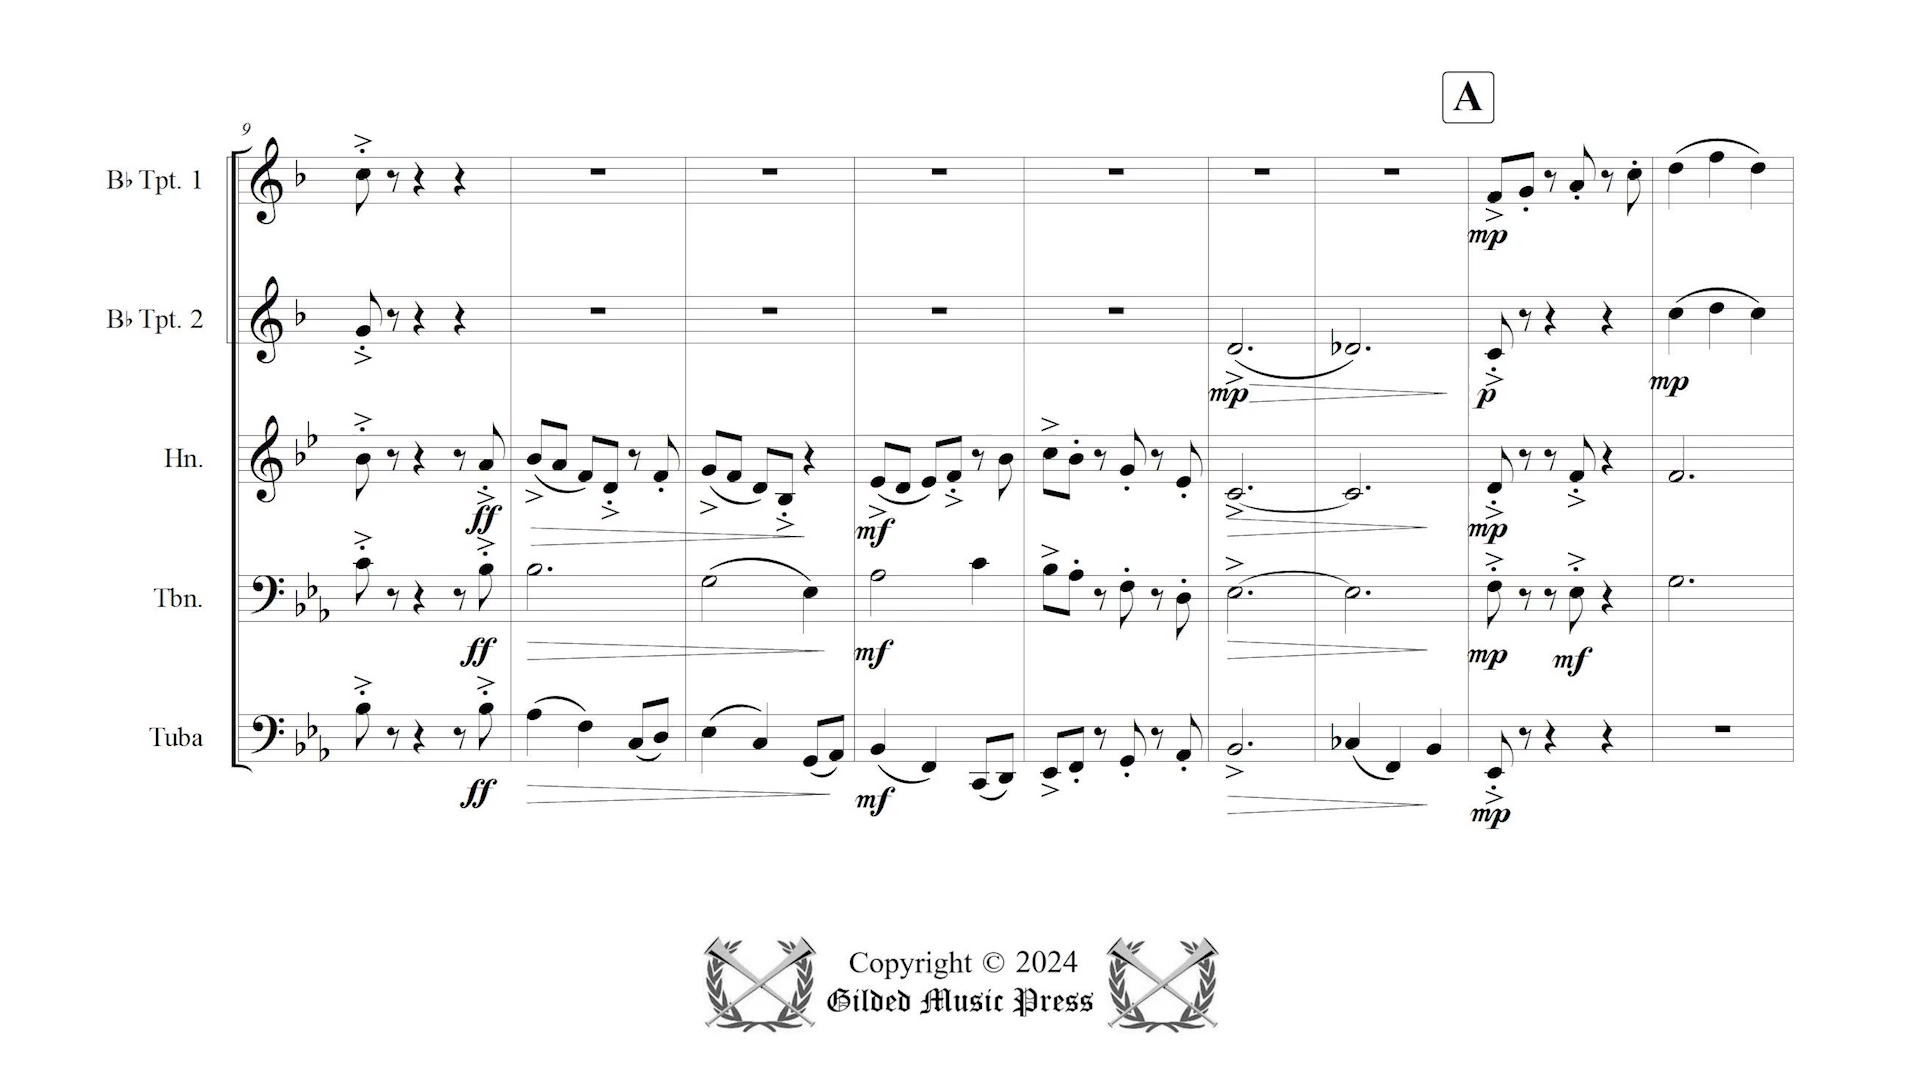 A
9
B♭ Tpt. 1
mp
B♭ Tpt. 2
mp p mp
Hn.
ff mf mp
Tbn.
ff mf mp mf
Tuba
ff mf mp
Copyright © 2024
Gilded Music Press